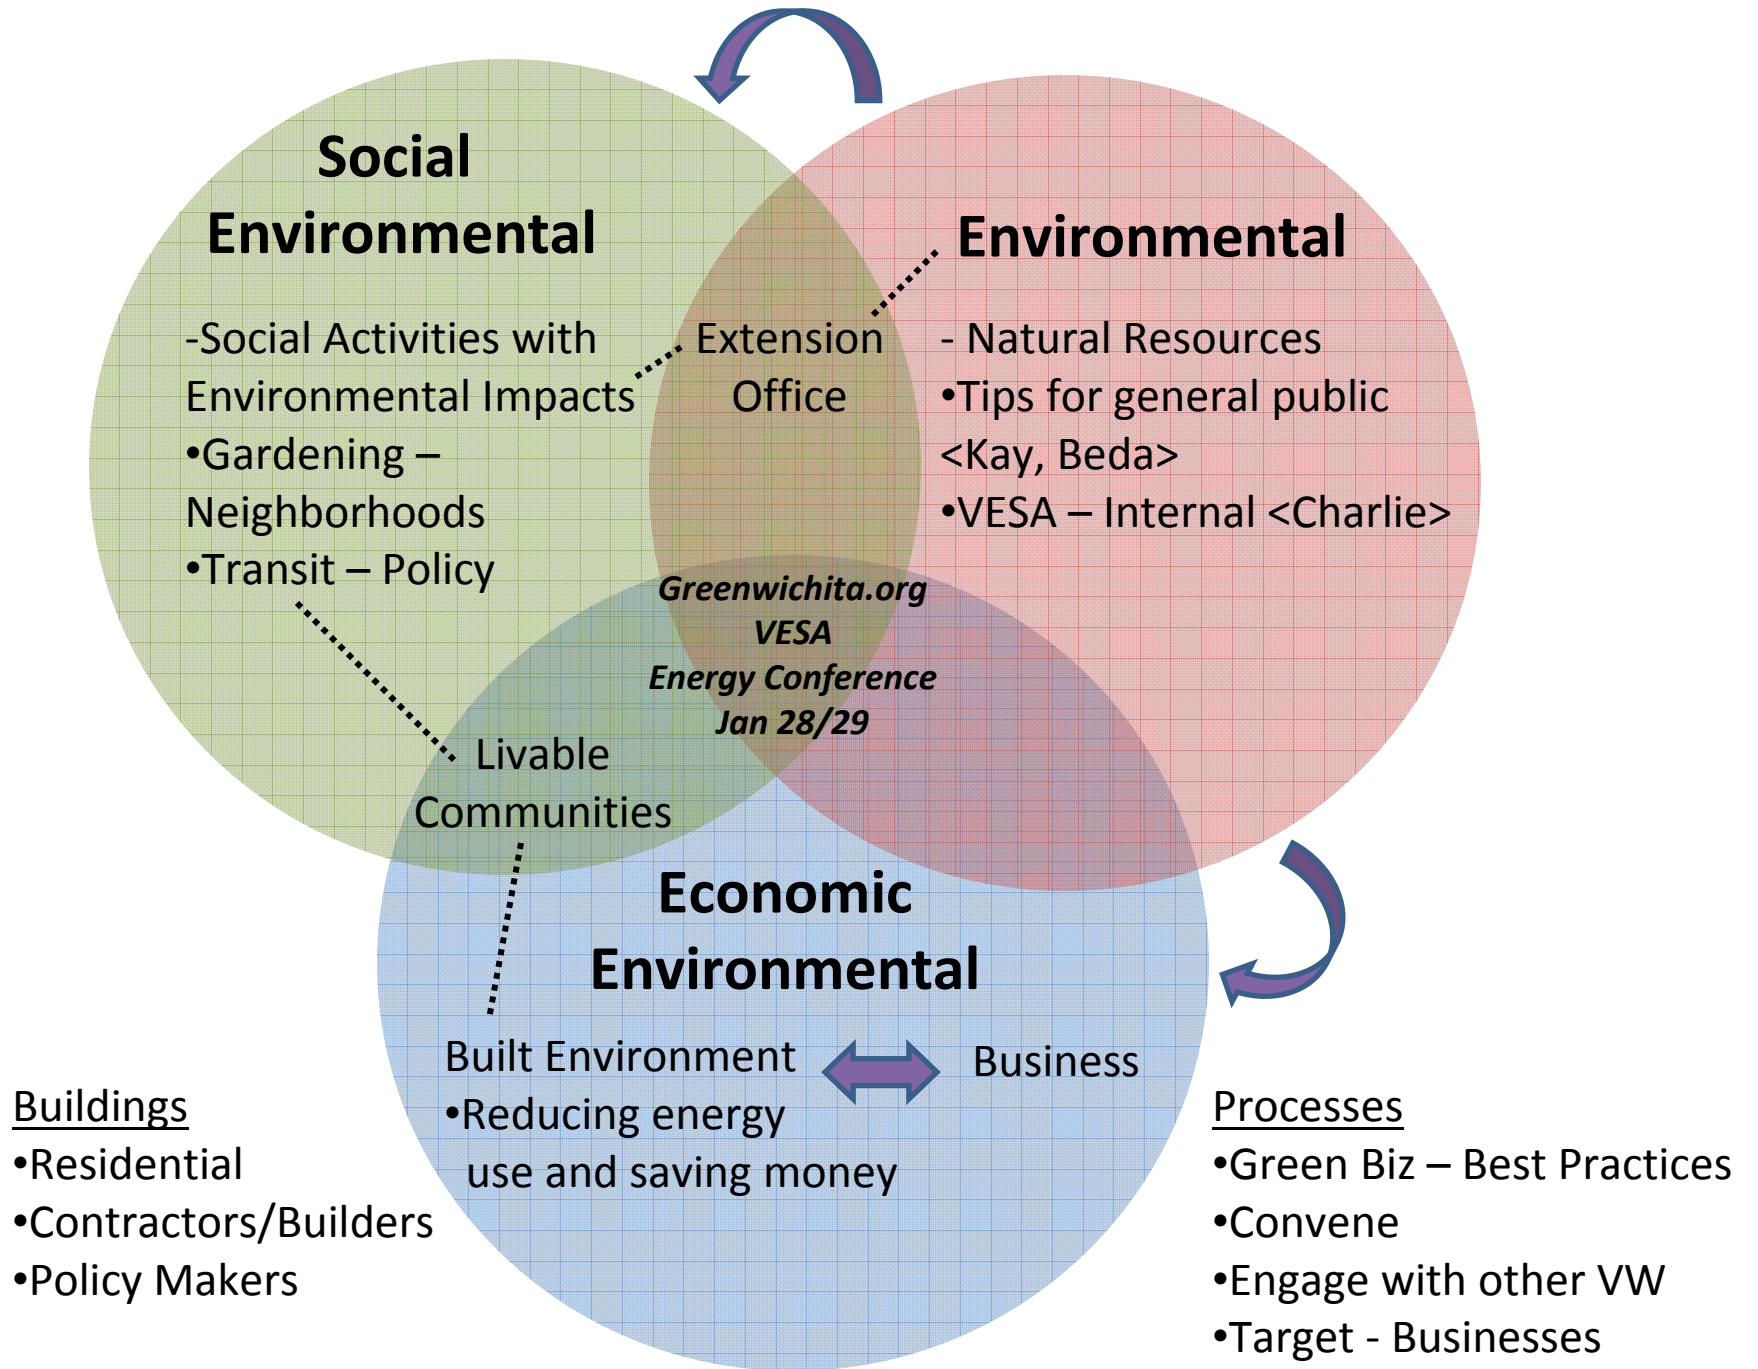 Social
Environmental
-Social Activities with
Environmental Impacts
•Gardening –
Neighborhoods
•Transit – Policy
Extension
Office
Environmental
- Natural Resources
•Tips for general public
<Kay, Beda>
•VESA – Internal <Charlie>
Greenwichita.org
VESA
Energy Conference
Jan 28/29
Livable
Communities
Economic
Environmental
Built Environment
•Reducing energy
use and saving money
Business
Buildings
•Residential
•Contractors/Builders
•Policy Makers
Processes
•Green Biz – Best Practices
•Convene
•Engage with other VW
•Target - Businesses